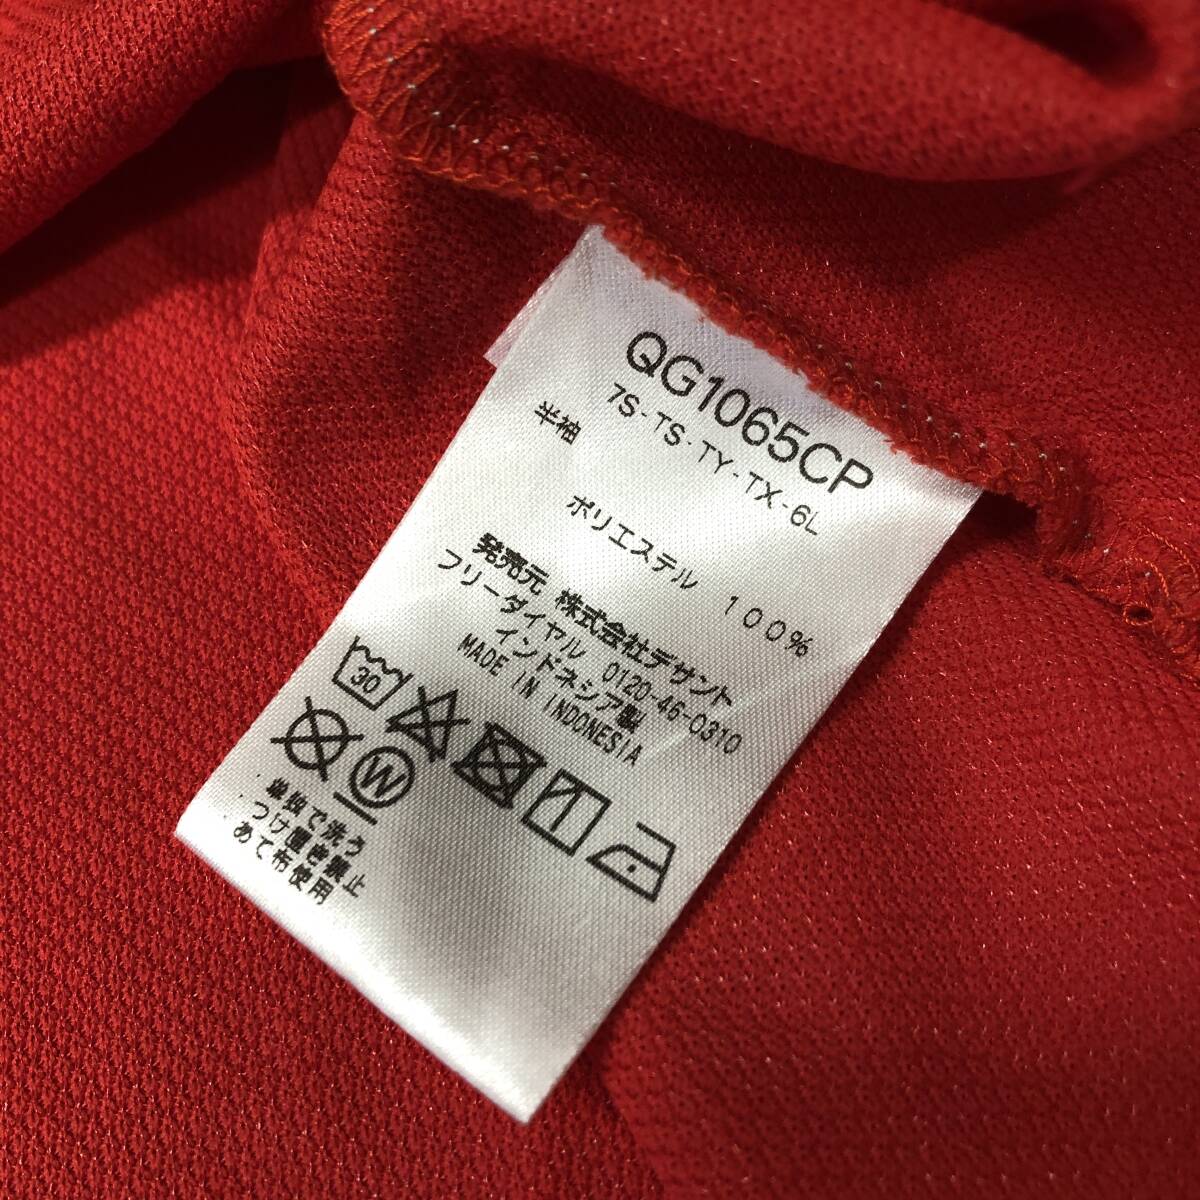 QG1065CP
7S-TS-TY-TX-6L
半袖
ポリエステル 100%
発売元 株式会社デサント
フリーダイヤル 0120-46-0310
インドネシア製
MADE IN INDONESIA
30
W
・最強で洗う
・つけ置き禁止
・あて布使用